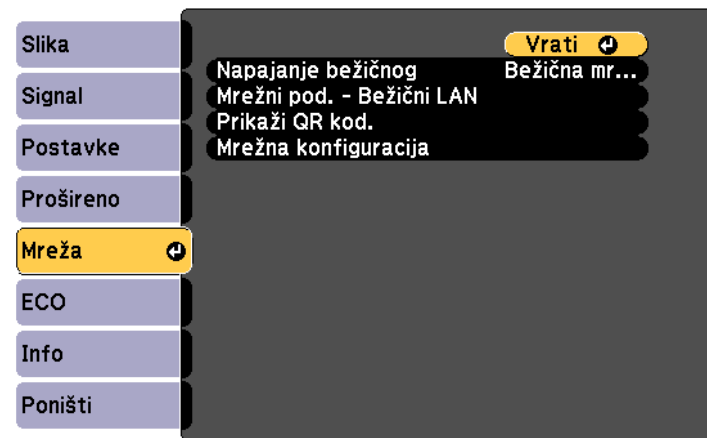 Slika
Signal
Postavke
Prošireno
Mreža
ECO
Info
Poništi
Vrati
Napajanje bežičnog Bežična mr...
Mrežni pod. - Bežični LAN
Prikaži QR kod.
Mrežna konfiguracija